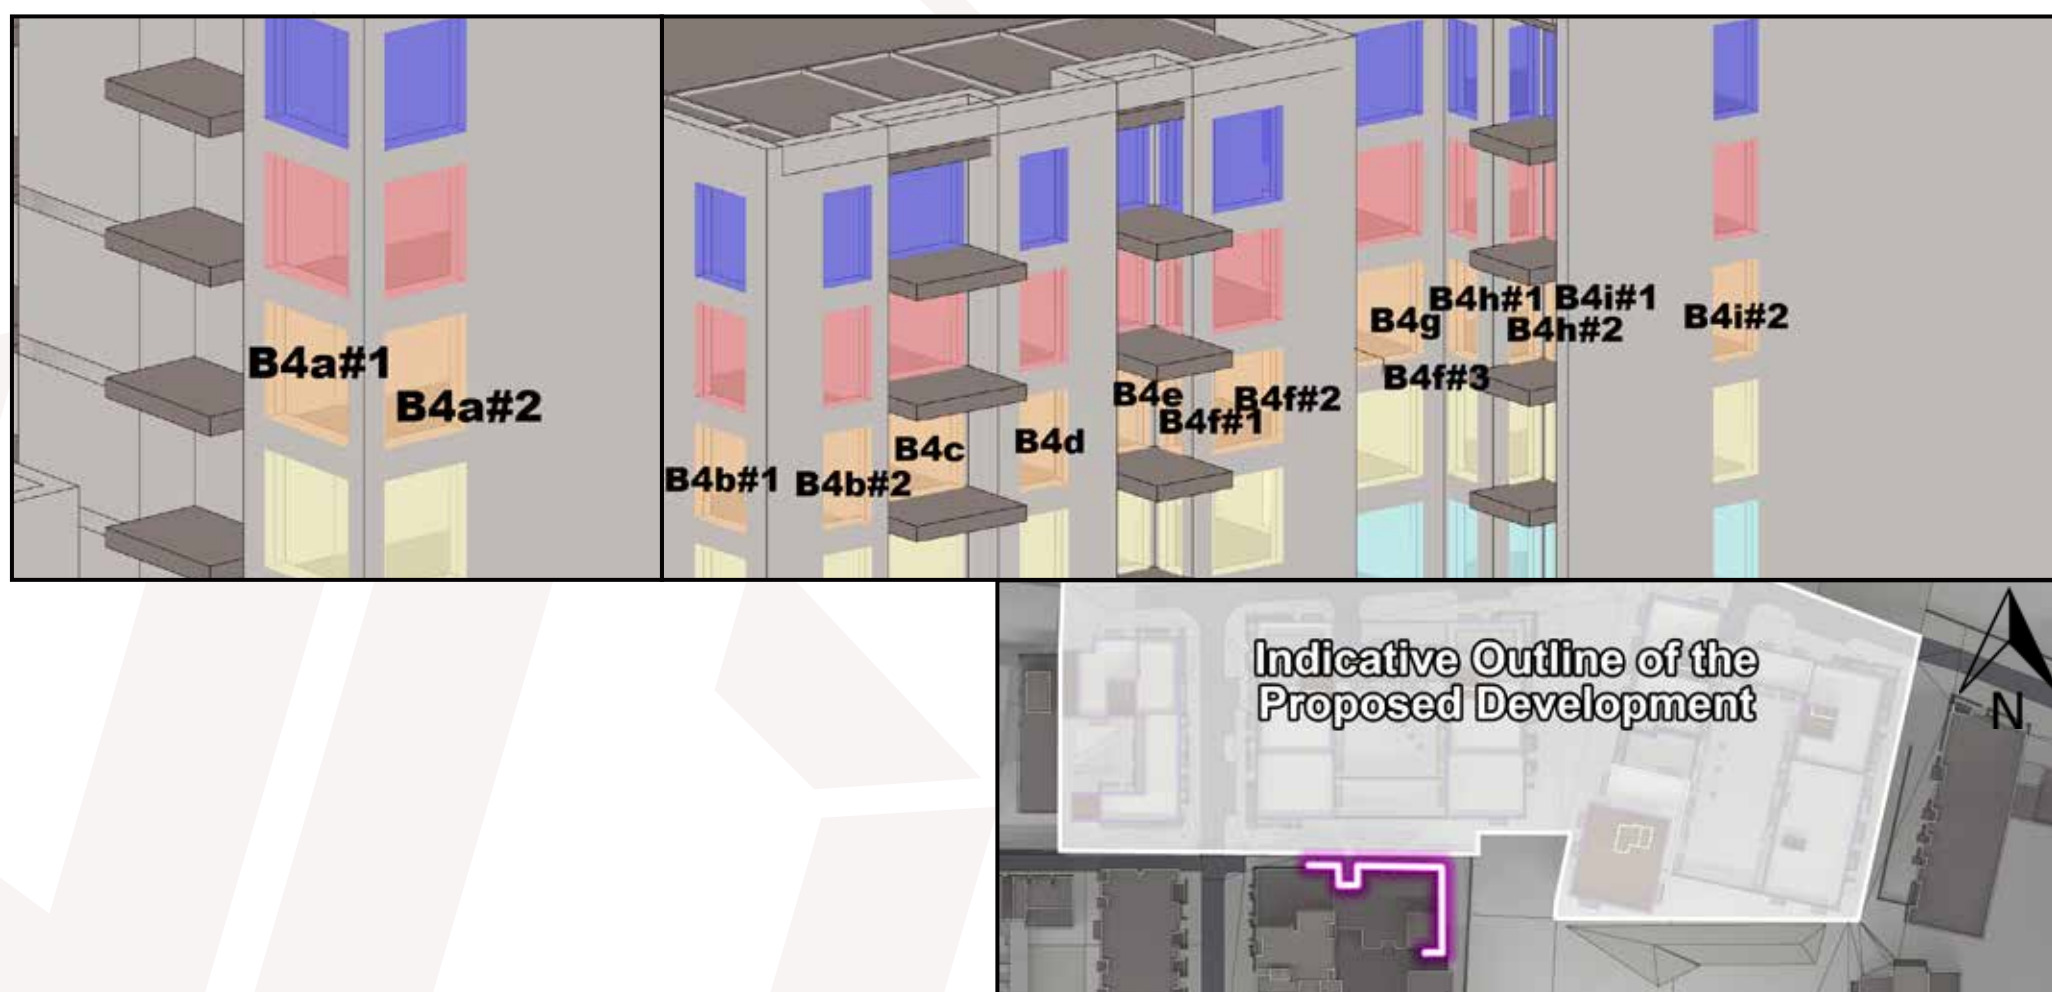 B4a#1
B4a#2
B4b#1
B4b#2
B4c
B4d
B4e
B4f#1
B4f#2
B4g
B4f#3
B4h#1
B4h#2
B4i#1
B4i#2
Indicative Outline of the
Proposed Development
N